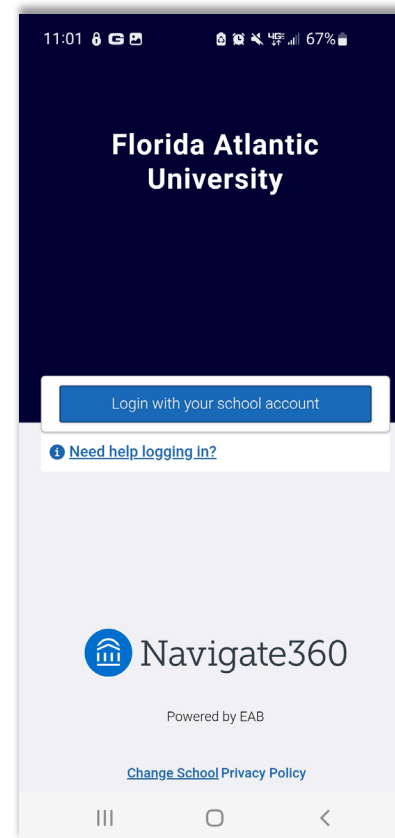 11:01 67%
Florida Atlantic
University
Login with your school account
Need help logging in?
Navigate360
Powered by EAB
Change School Privacy Policy